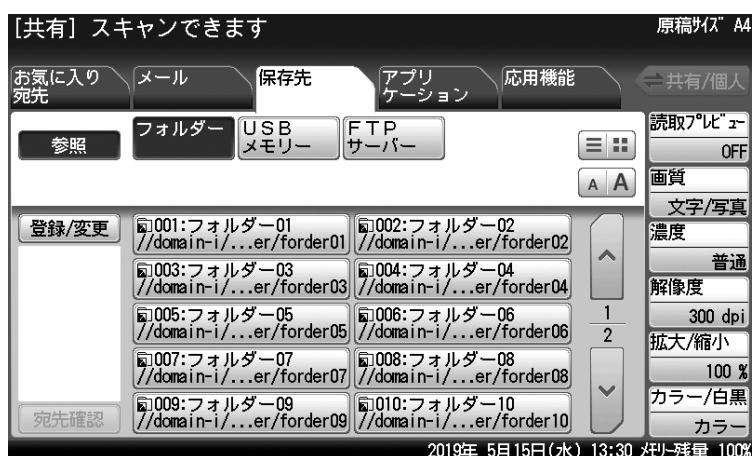 [共有] スキャンできます
原稿ｻｲｽﾞ A4
お気に入り
宛先
メール
保存先
アプリ
ケーション
応用機能
共有/個人
参照
フォルダー
USB
メモリー
FTP
サーバー
A A
読取ﾌﾟﾚﾋﾞｭｰ
OFF
画質
文字/写真
濃度
普通
解像度
300 dpi
拡大/縮小
100 %
カラー/白黒
カラー
登録/変更
001:フォルダー01
//domain-i/...er/forder01
002:フォルダー02
//domain-i/...er/forder02
003:フォルダー03
//domain-i/...er/forder03
004:フォルダー04
//domain-i/...er/forder04
005:フォルダー05
//domain-i/...er/forder05
006:フォルダー06
//domain-i/...er/forder06
007:フォルダー07
//domain-i/...er/forder07
008:フォルダー08
//domain-i/...er/forder08
009:フォルダー09
//domain-i/...er/forder09
010:フォルダー10
//domain-i/...er/forder10
1
2
宛先確認
2019年 5月15日(水) 13:30 ﾒﾓﾘｰ残量 100%